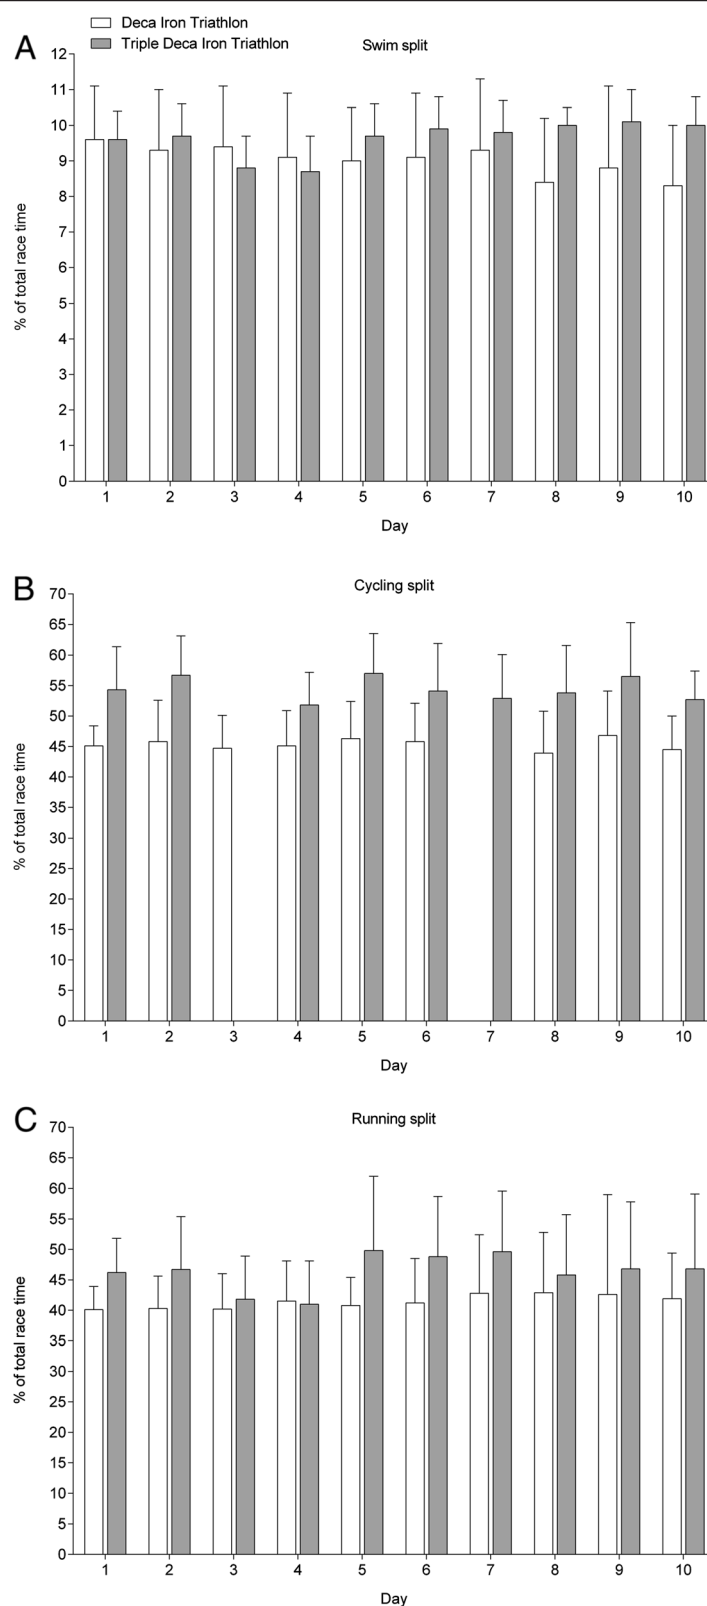 A
Deca Iron Triathlon
Triple Deca Iron Triathlon
Swim split
12
11
10
9
8
7
6
5
4
3
2
1
0
% of total race time
1 2 3 4 5 6 7 8 9 10
Day
B
Cycling split
70
65
60
55
50
45
40
35
30
25
20
15
10
5
0
% of total race time
1 2 3 4 5 6 7 8 9 10
Day
C
Running split
70
65
60
55
50
45
40
35
30
25
20
15
10
5
0
% of total race time
1 2 3 4 5 6 7 8 9 10
Day